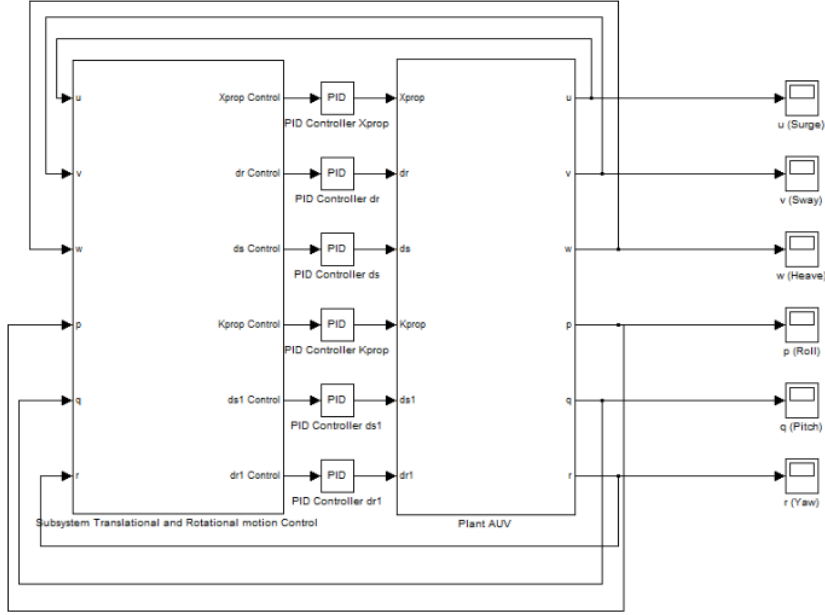 u
Xprop Control
PID
Xprop
u
PID Controller Xprop
u (Surge)
v
dr Control
PID
dr
v
PID Controller dr
v (Sway)
w
ds Control
PID
ds
w
PID Controller ds
w (Heave)
p
Kprop Control
PID
Kprop
p
PID Controller Kprop
p (Roll)
q
ds1 Control
PID
ds1
q
PID Controller ds1
q (Pitch)
r
dr1 Control
PID
dr1
r
PID Controller dr1
r (Yaw)
Subsystem Translational and Rotational motion Control
Plant AUV